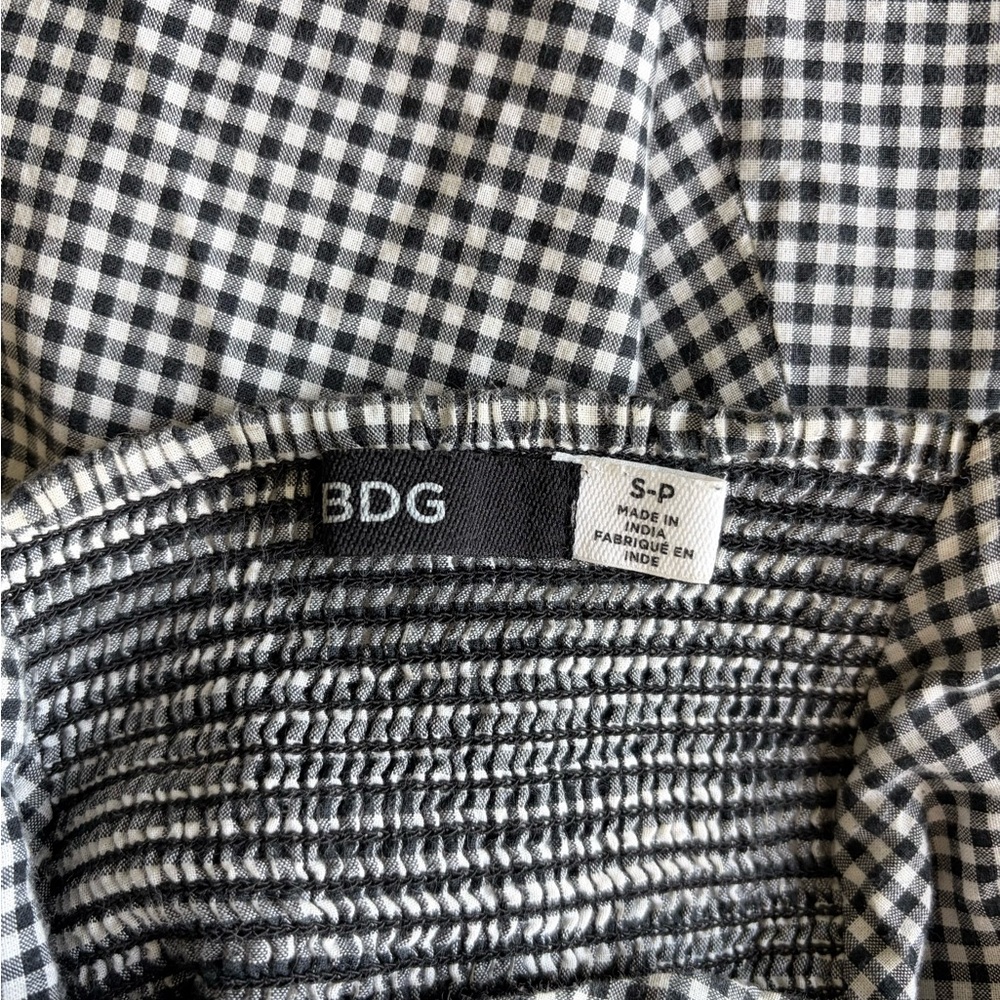 BDG
S-P
MADE IN
INDIA
FABRIQUÉ EN
INDE